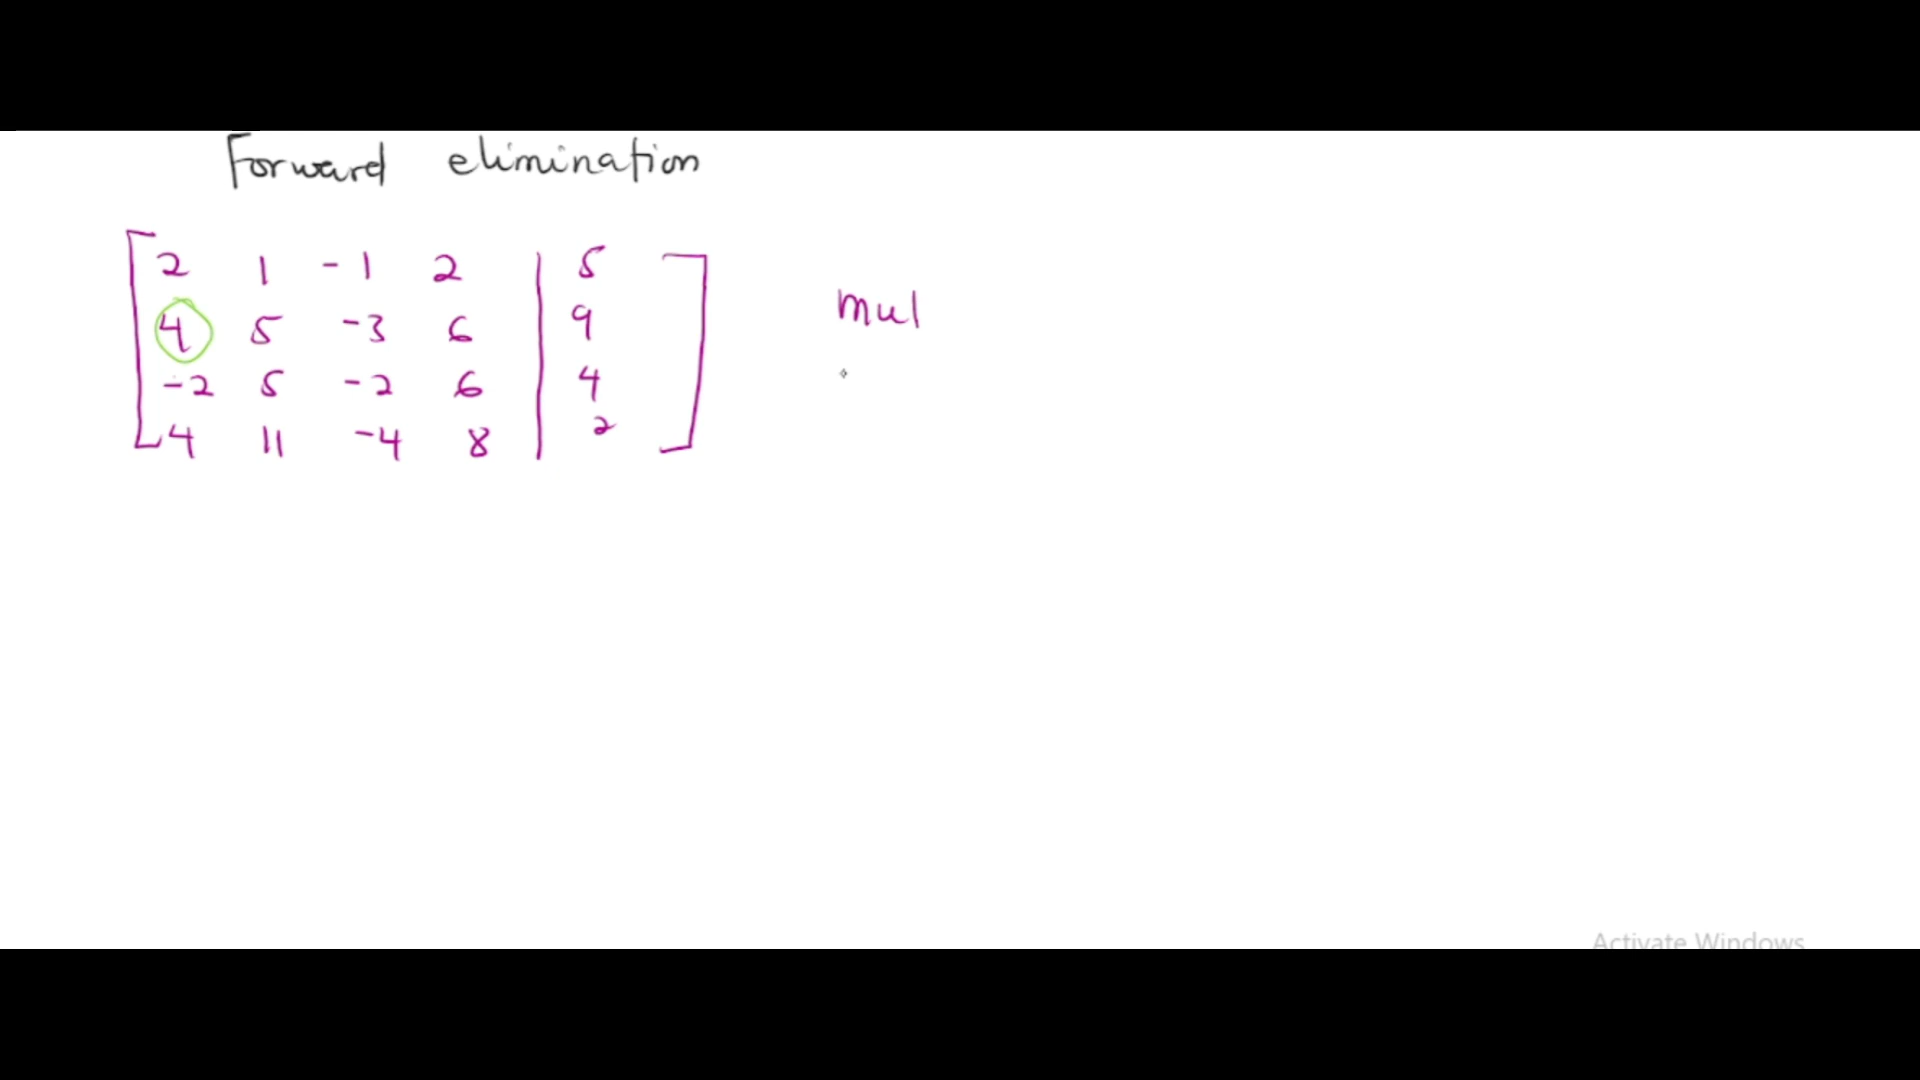 Forward elimination
2 1 -1 2 | 5
mul
4 5 -3 6 | 9
-2 5 -2 6 | 4
4 11 -4 8 | 2
Activate Windows